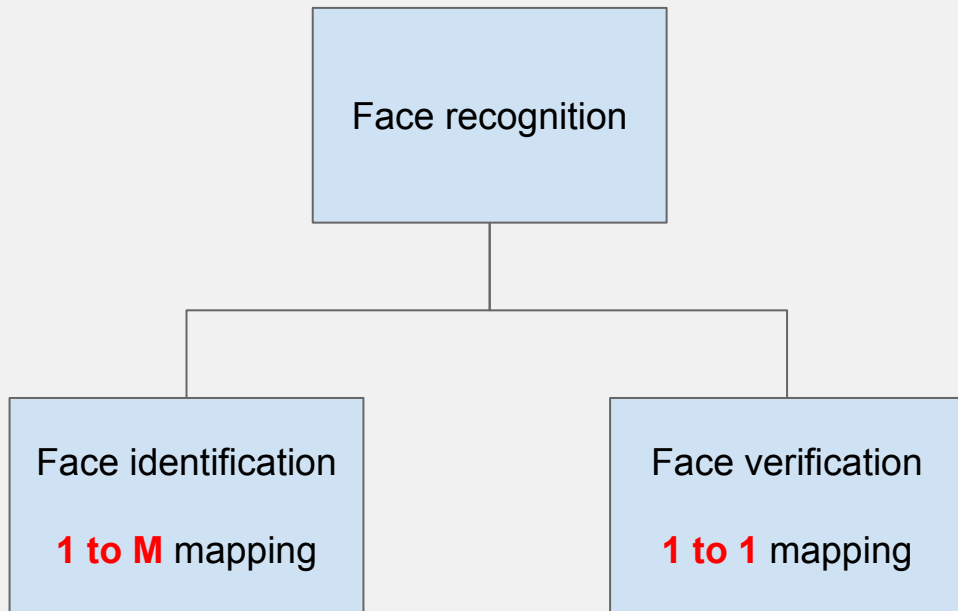 Face recognition
Face identification
1 to M mapping
Face verification
1 to 1 mapping